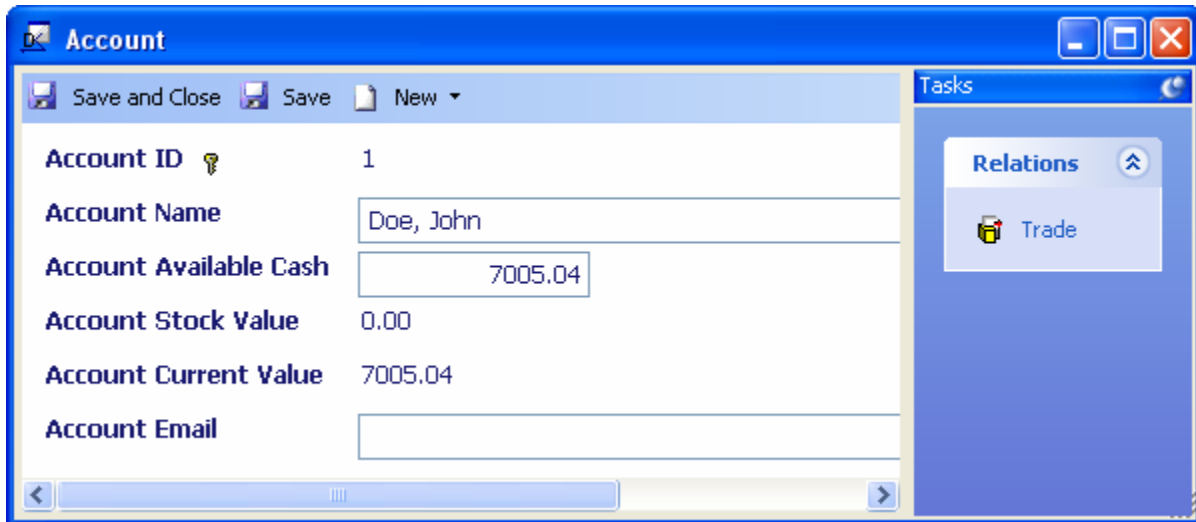 Account
Save and Close Save New
Tasks
Account ID 1
Relations
Account Name Doe, John
Trade
Account Available Cash 7005.04
Account Stock Value 0.00
Account Current Value 7005.04
Account Email